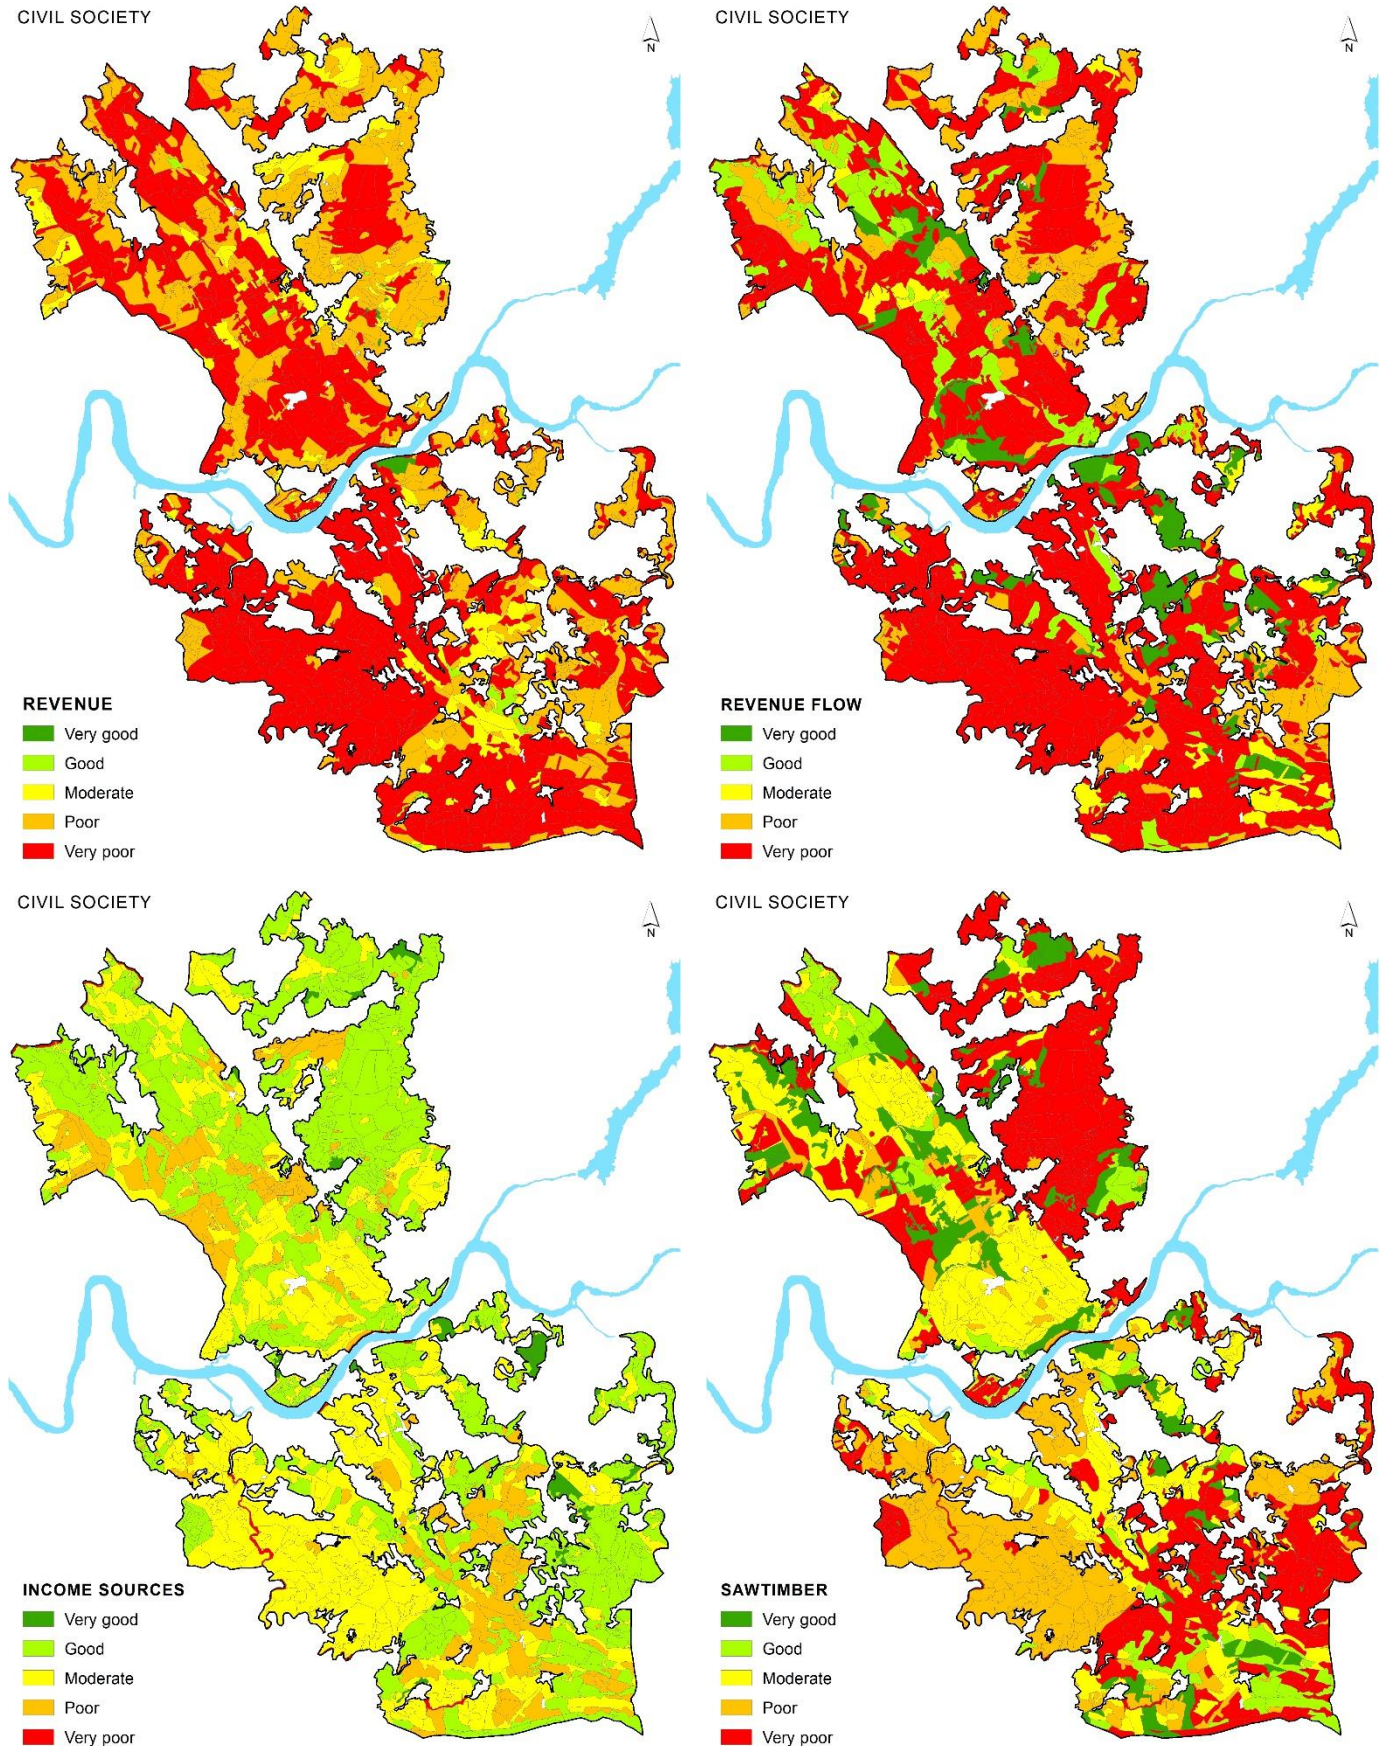 CIVIL SOCIETY
N
REVENUE
Very good
Good
Moderate
Poor
Very poor
CIVIL SOCIETY
N
REVENUE FLOW
Very good
Good
Moderate
Poor
Very poor
CIVIL SOCIETY
N
INCOME SOURCES
Very good
Good
Moderate
Poor
Very poor
CIVIL SOCIETY
N
SAWTIMBER
Very good
Good
Moderate
Poor
Very poor